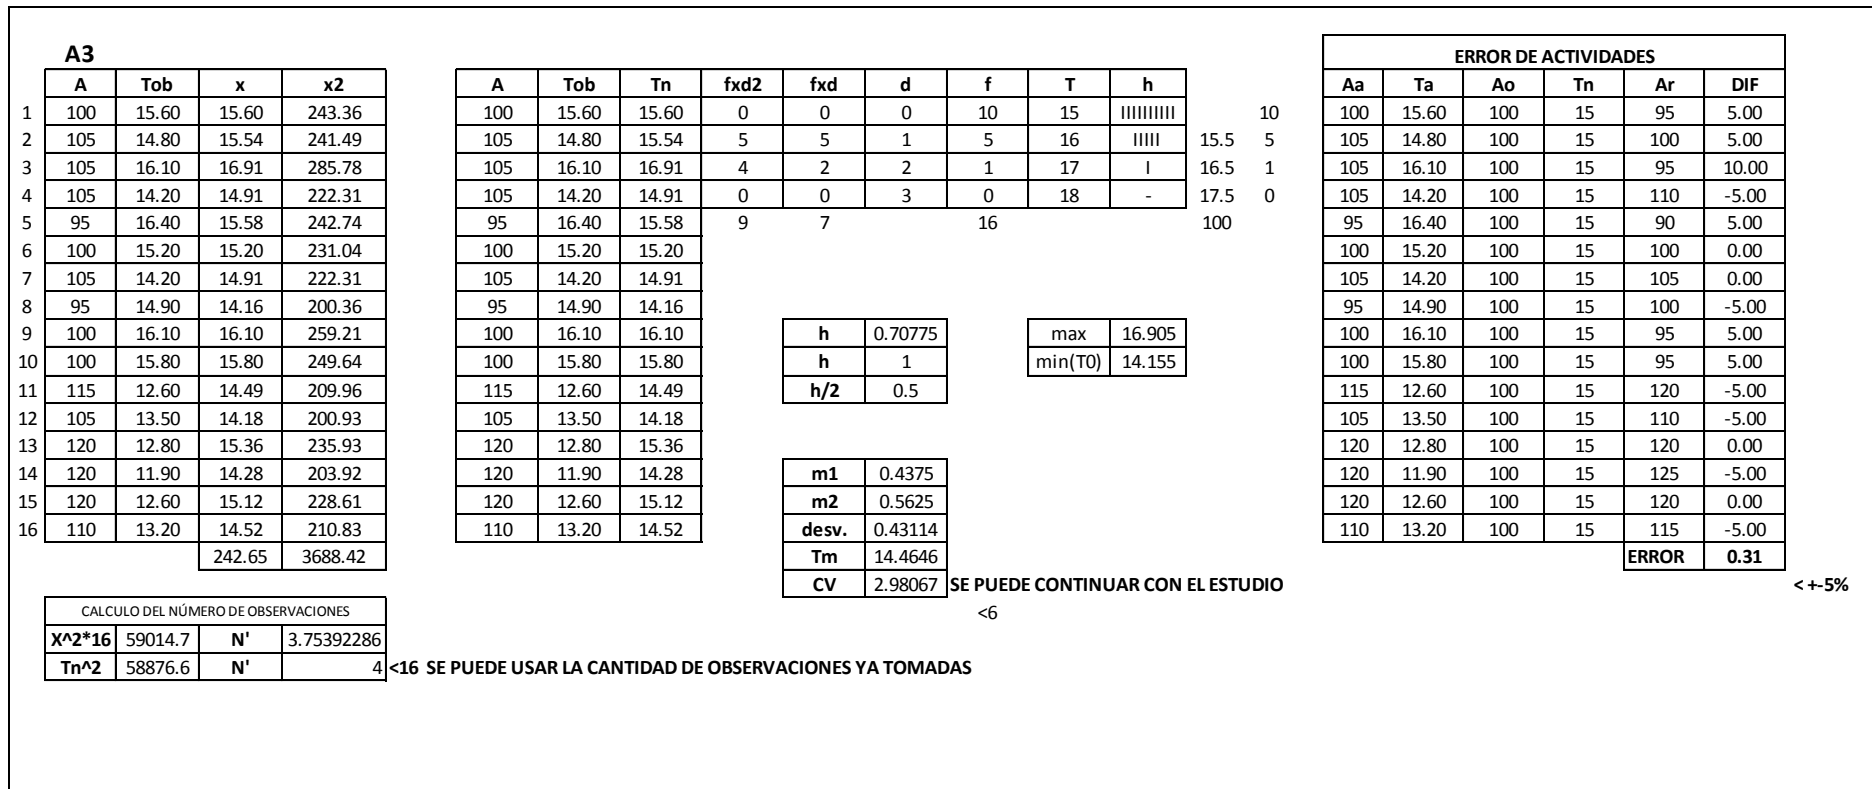 A3 ERROR DE ACTIVIDADES
A Tob x x2 A Tob Tn fxd2 fxd d f T h Aa Ta Ao Tn Ar DIF
1 100 15.60 15.60 243.36 100 15.60 15.60 0 0 0 10 15 IIIIIIIIII 10 100 15.60 100 15 95 5.00
2 105 14.80 15.54 241.49 105 14.80 15.54 5 5 1 5 16 IIIII 15.5 5 105 14.80 100 15 100 5.00
3 105 16.10 16.91 285.78 105 16.10 16.91 4 2 2 1 17 I 16.5 1 105 16.10 100 15 95 10.00
4 105 14.20 14.91 222.31 105 14.20 14.91 0 0 3 0 18 - 17.5 0 105 14.20 100 15 110 -5.00
5 95 16.40 15.58 242.74 95 16.40 15.58 9 7 16 100 95 16.40 100 15 90 5.00
6 100 15.20 15.20 231.04 100 15.20 15.20 100 15.20 100 15 100 0.00
7 105 14.20 14.91 222.31 105 14.20 14.91 105 14.20 100 15 105 0.00
8 95 14.90 14.16 200.36 95 14.90 14.16 95 14.90 100 15 100 -5.00
9 100 16.10 16.10 259.21 100 16.10 16.10 h 0.70775 max 16.905 100 16.10 100 15 95 5.00
10 100 15.80 15.80 249.64 100 15.80 15.80 h 1 min(T0) 14.155 100 15.80 100 15 95 5.00
11 115 12.60 14.49 209.96 115 12.60 14.49 h/2 0.5 115 12.60 100 15 120 -5.00
12 105 13.50 14.18 200.93 105 13.50 14.18 105 13.50 100 15 110 -5.00
13 120 12.80 15.36 235.93 120 12.80 15.36 120 12.80 100 15 120 0.00
14 120 11.90 14.28 203.92 120 11.90 14.28 m1 0.4375 120 11.90 100 15 125 -5.00
15 120 12.60 15.12 228.61 120 12.60 15.12 m2 0.5625 120 12.60 100 15 120 0.00
16 110 13.20 14.52 210.83 110 13.20 14.52 desv. 0.43114 110 13.20 100 15 115 -5.00
242.65 3688.42 Tm 14.4646 ERROR 0.31
CV 2.98067 SE PUEDE CONTINUAR CON EL ESTUDIO < +-5%
CALCULO DEL NÚMERO DE OBSERVACIONES <6
X^2*16 59014.7 N' 3.75392286
Tn^2 58876.6 N' 4 <16 SE PUEDE USAR LA CANTIDAD DE OBSERVACIONES YA TOMADAS